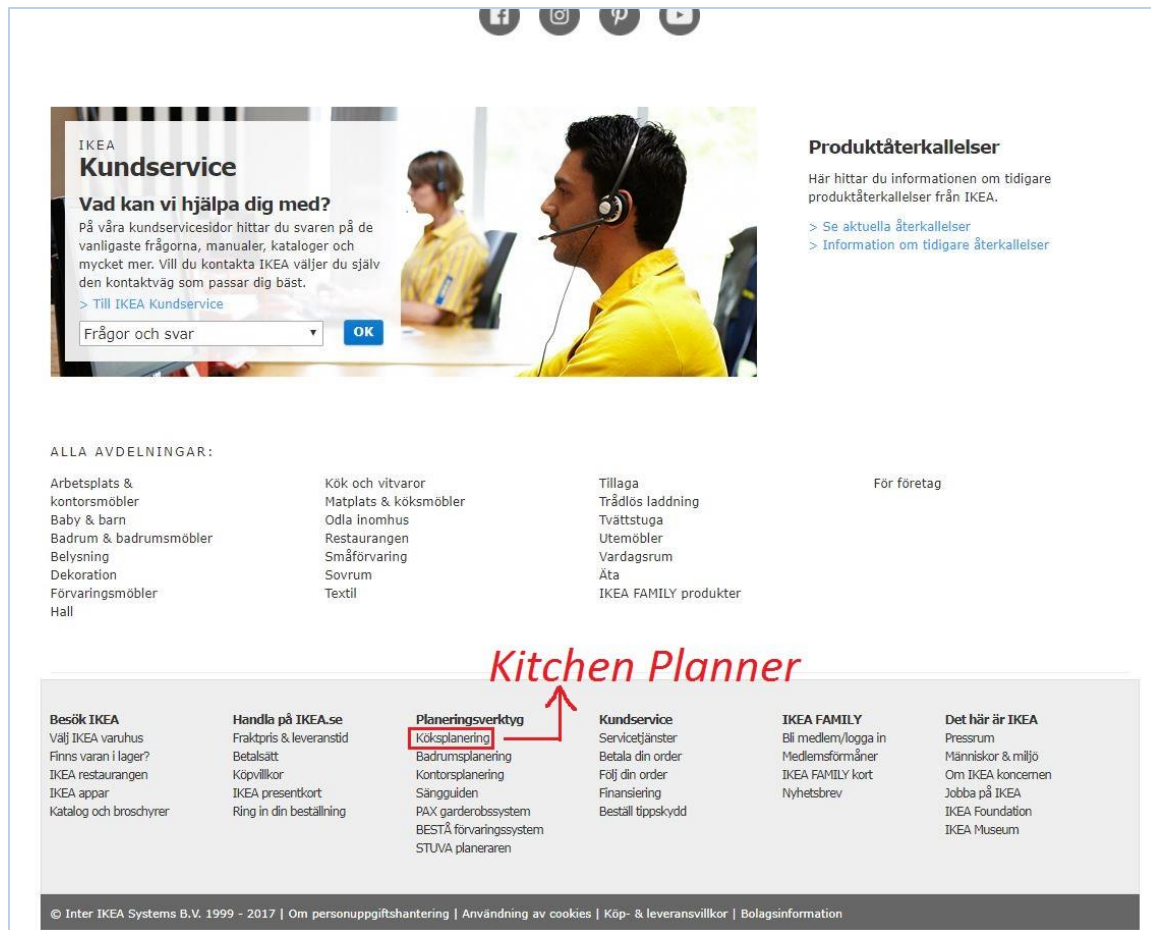 IKEA
Kundservice
Vad kan vi hjälpa dig med?
På våra kundservicesidor hittar du svaren på de
vanligaste frågorna, manualer, kataloger och
mycket mer. Vill du kontakta IKEA väljer du själv
den kontaktväg som passar dig bäst.
> Till IKEA Kundservice
Frågor och svar
OK
Produktåterkallelser
Här hittar du informationen om tidigare
produktåterkallelser från IKEA.
> Se aktuella återkallelser
> Information om tidigare återkallelser
ALLA AVDELNINGAR:
Arbetsplats &
kontorsmöbler
Baby & barn
Badrum & badrumsmöbler
Belysning
Dekoration
Förvaringsmöbler
Hall
Kök och vitvaror
Matplats & köksmöbler
Odla inomhus
Restaurangen
Småförvaring
Sovrum
Textil
Tillaga
Trådlös laddning
Tvättstuga
Utemöbler
Vardagsrum
Äta
IKEA FAMILY produkter
För företag
Kitchen Planner
Besök IKEA
Välj IKEA varuhus
Finns varan i lager?
IKEA restaurangen
IKEA appar
Katalog och broschyrer
Handla på IKEA.se
Fraktpris & leveranstid
Betalsätt
Köpvillkor
IKEA presentkort
Ring in din beställning
Planeringsverktyg
Köksplanering
Badrumsplanering
Kontorsplanering
Sängguiden
PAX garderobssystem
BESTÅ förvaringssystem
STUVA planeraren
Kundservice
Servicetjänster
Betala din order
Följ din order
Finansiering
Beställ tippskydd
IKEA FAMILY
Bli medlem/logga in
Medlemsförmåner
IKEA FAMILY kort
Nyhetsbrev
Det här är IKEA
Pressrum
Människor & miljö
Om IKEA koncernen
Jobba på IKEA
IKEA Foundation
IKEA Museum
© Inter IKEA Systems B.V. 1999 - 2017 | Om personuppgiftshantering | Användning av cookies | Köp- & leveransvillkor | Bolagsinformation